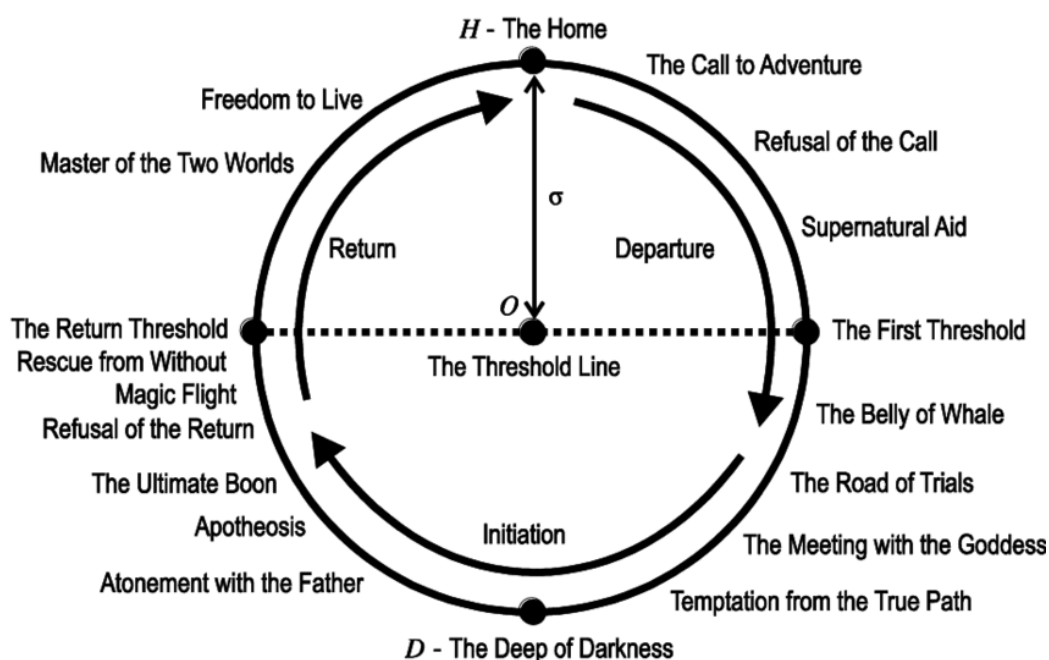 H - The Home
The Call to Adventure
Freedom to Live
Refusal of the Call
Master of the Two Worlds
σ
Supernatural Aid
Return
Departure
O
The Return Threshold
The First Threshold
The Threshold Line
Rescue from Without
Magic Flight
Refusal of the Return
The Belly of Whale
The Ultimate Boon
The Road of Trials
Apotheosis
Initiation
The Meeting with the Goddess
Atonement with the Father
Temptation from the True Path
D - The Deep of Darkness